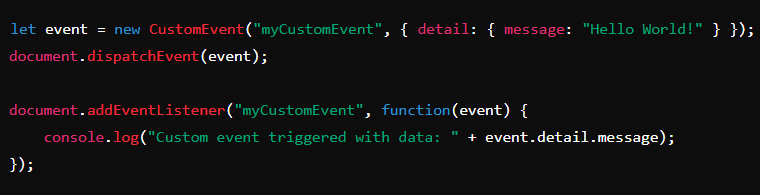 let event = new CustomEvent("myCustomEvent", { detail: { message: "Hello World!" } });
document.dispatchEvent(event);
document.addEventListener("myCustomEvent", function(event) {
    console.log("Custom event triggered with data: " + event.detail.message);
});